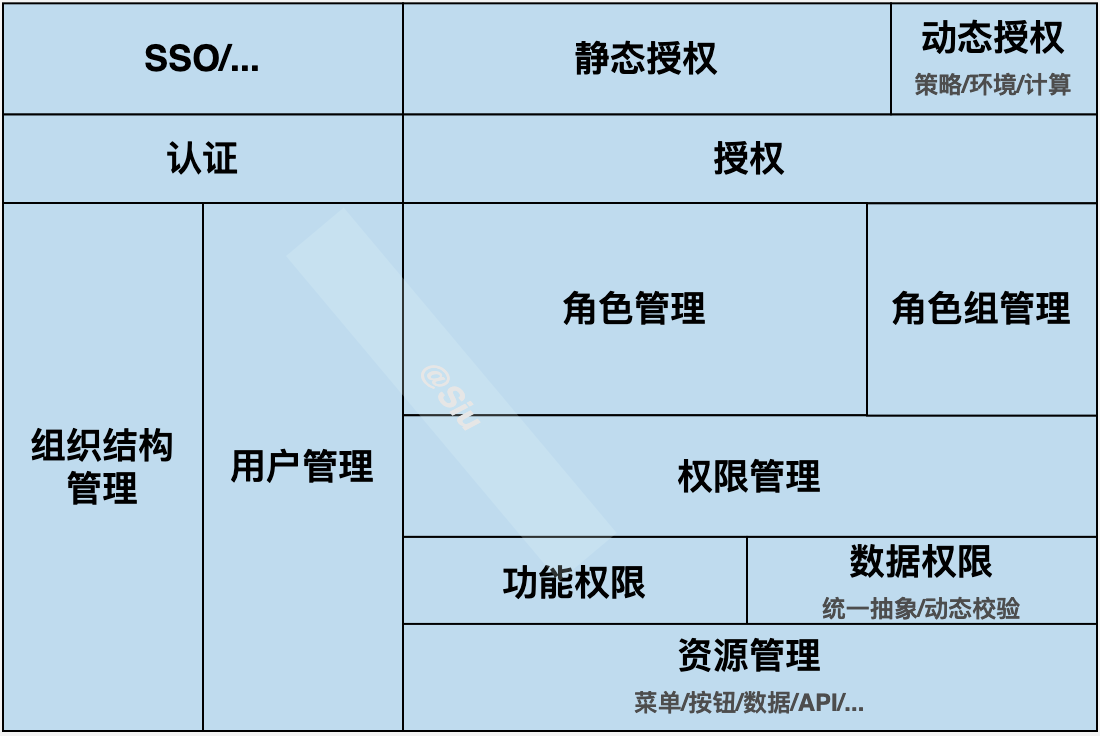 SSO/...
静态授权
动态授权
策略/环境/计算
认证
授权
组织结构
管理
用户管理
角色管理
角色组管理
@Siu
权限管理
功能权限
数据权限
统一抽象/动态校验
资源管理
菜单/按钮/数据/API/...